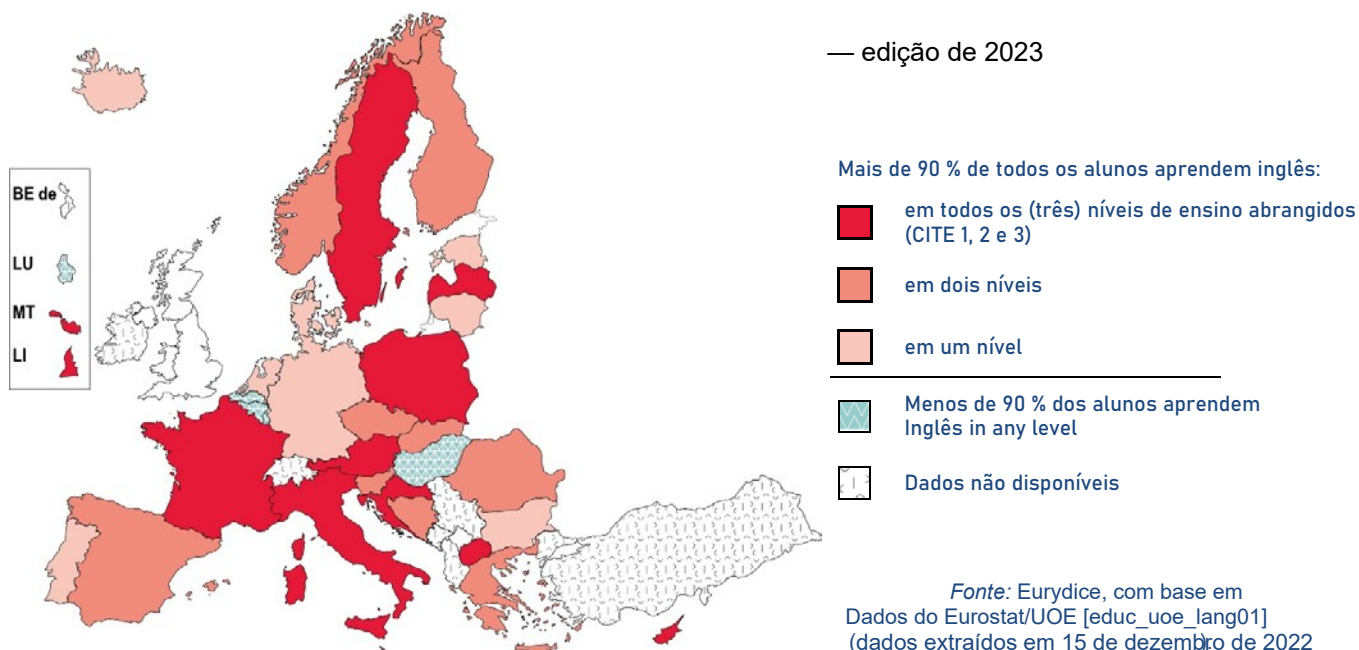 — edição de 2023
BE de
LU
MT
LI
Mais de 90 % de todos os alunos aprendem inglês:
em todos os (três) níveis de ensino abrangidos
(CITE 1, 2 e 3)
em dois níveis
em um nível
Menos de 90 % dos alunos aprendem
Inglês in any level
Dados não disponíveis
Fonte: Eurydice, com base em
Dados do Eurostat/UOE [educ_uoe_lang01]
(dados extraídos em 15 de dezembro de 2022